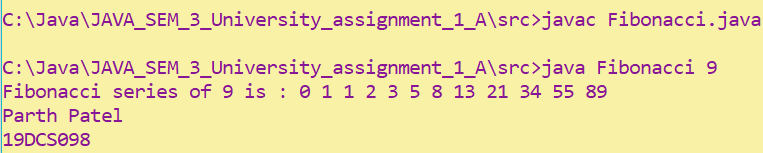 C:\Java\JAVA_SEM_3_University_assignment_1_A\src>javac Fibonacci.java
C:\Java\JAVA_SEM_3_University_assignment_1_A\src>java Fibonacci 9
Fibonacci series of 9 is : 0 1 1 2 3 5 8 13 21 34 55 89
Parth Patel
19DCS098